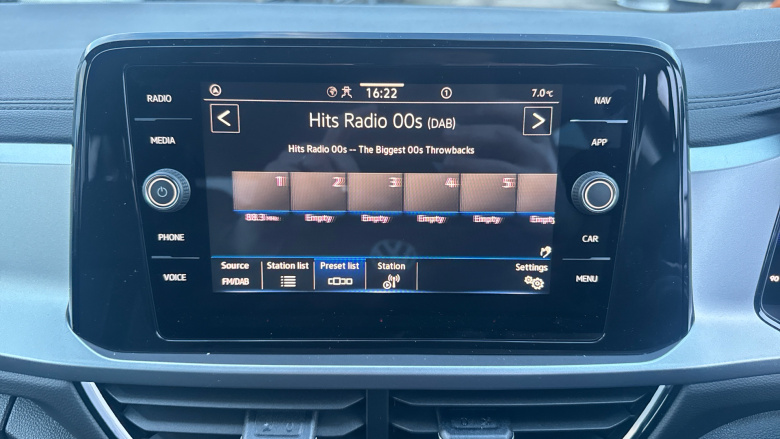 RADIO
MEDIA
PHONE
VOICE
16:22
1
7.0°C
Hits Radio 00s (DAB)
Hits Radio 00s -- The Biggest 00s Throwbacks
1 2 3 4 5
Empty Empty Empty Empty Empty
Source Station list Preset list Station Settings
FM/DAB
NAV
APP
CAR
MENU